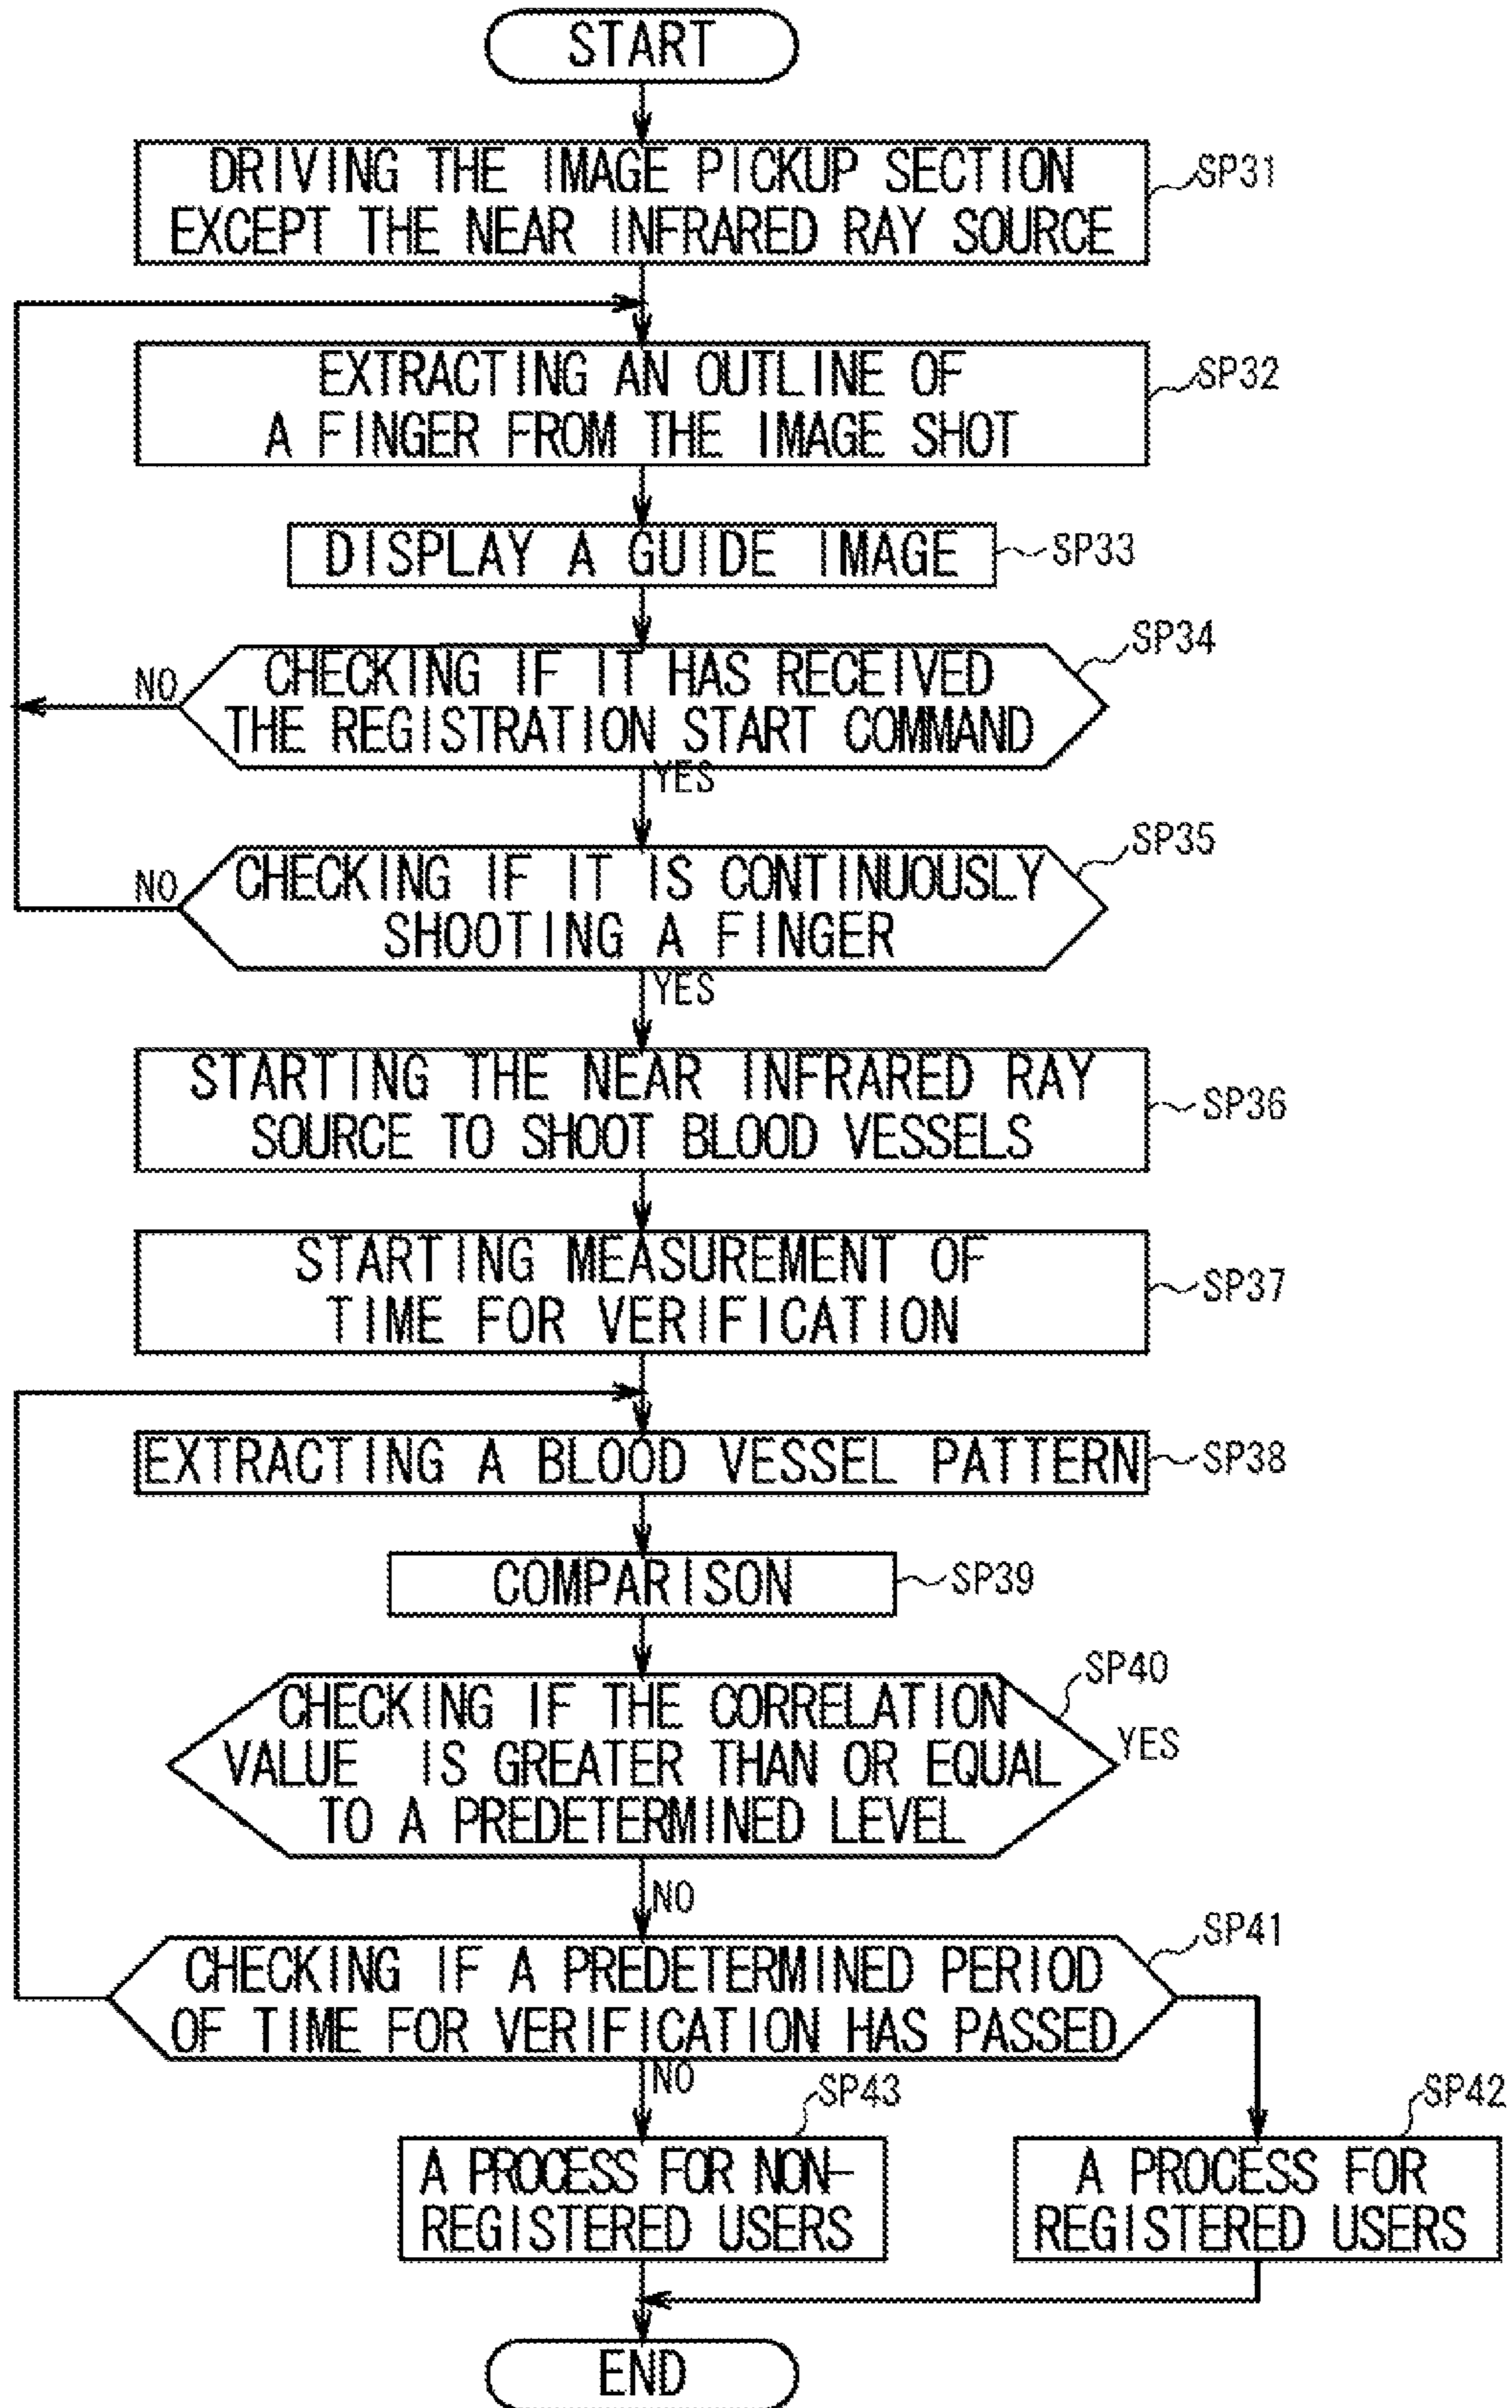 START
DRIVING THE IMAGE PICKUP SECTION
EXCEPT THE NEAR INFRARED RAY SOURCE
SP31
EXTRACTING AN OUTLINE OF
A FINGER FROM THE IMAGE SHOT
SP32
DISPLAY A GUIDE IMAGE
SP33
CHECKING IF IT HAS RECEIVED
THE REGISTRATION START COMMAND
SP34
NO
YES
CHECKING IF IT IS CONTINUOUSLY
SHOOTING A FINGER
SP35
NO
YES
STARTING THE NEAR INFRARED RAY
SOURCE TO SHOOT BLOOD VESSELS
SP36
STARTING MEASUREMENT OF
TIME FOR VERIFICATION
SP37
EXTRACTING A BLOOD VESSEL PATTERN
SP38
COMPARISON
SP39
CHECKING IF THE CORRELATION
VALUE IS GREATER THAN OR EQUAL
TO A PREDETERMINED LEVEL
SP40
YES
NO
CHECKING IF A PREDETERMINED PERIOD
OF TIME FOR VERIFICATION HAS PASSED
SP41
NO
SP43
A PROCESS FOR NON-
REGISTERED USERS
SP42
A PROCESS FOR
REGISTERED USERS
END